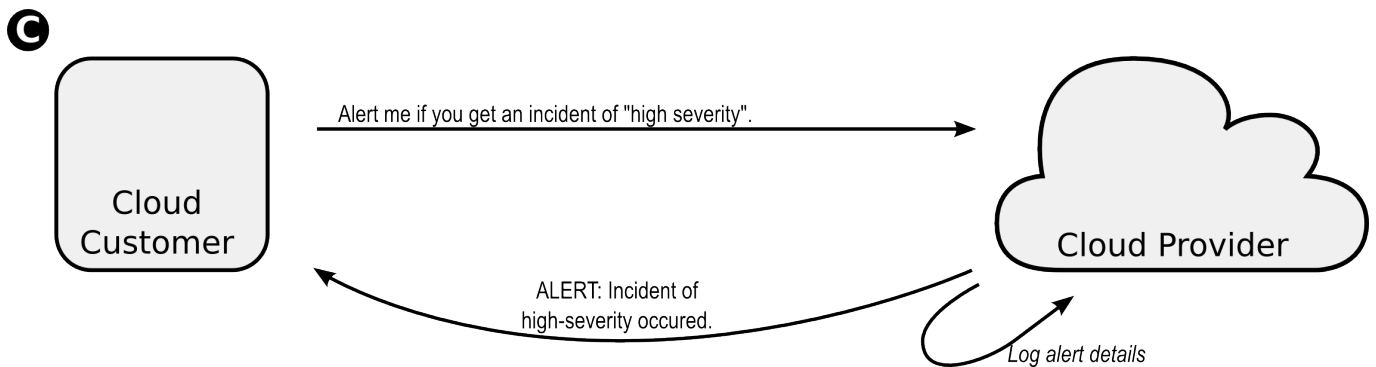 C
Alert me if you get an incident of "high severity".
Cloud
Customer
Cloud Provider
ALERT: Incident of
high-severity occured.
Log alert details